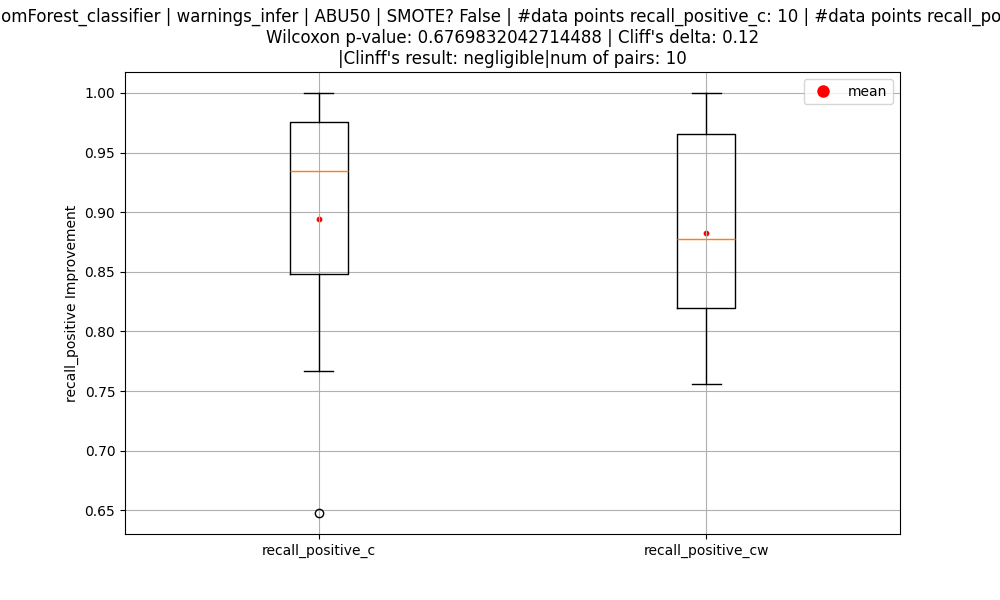 omForest_classifier | warnings_infer | ABU50 | SMOTE? False | #data points recall_positive_c: 10 | #data points recall_po
Wilcoxon p-value: 0.6769832042714488 | Cliff's delta: 0.12
|Clinff's result: negligible|num of pairs: 10
mean
1.00
0.95
0.90
0.85
0.80
0.75
0.70
0.65
recall_positive Improvement
recall_positive_c
recall_positive_cw